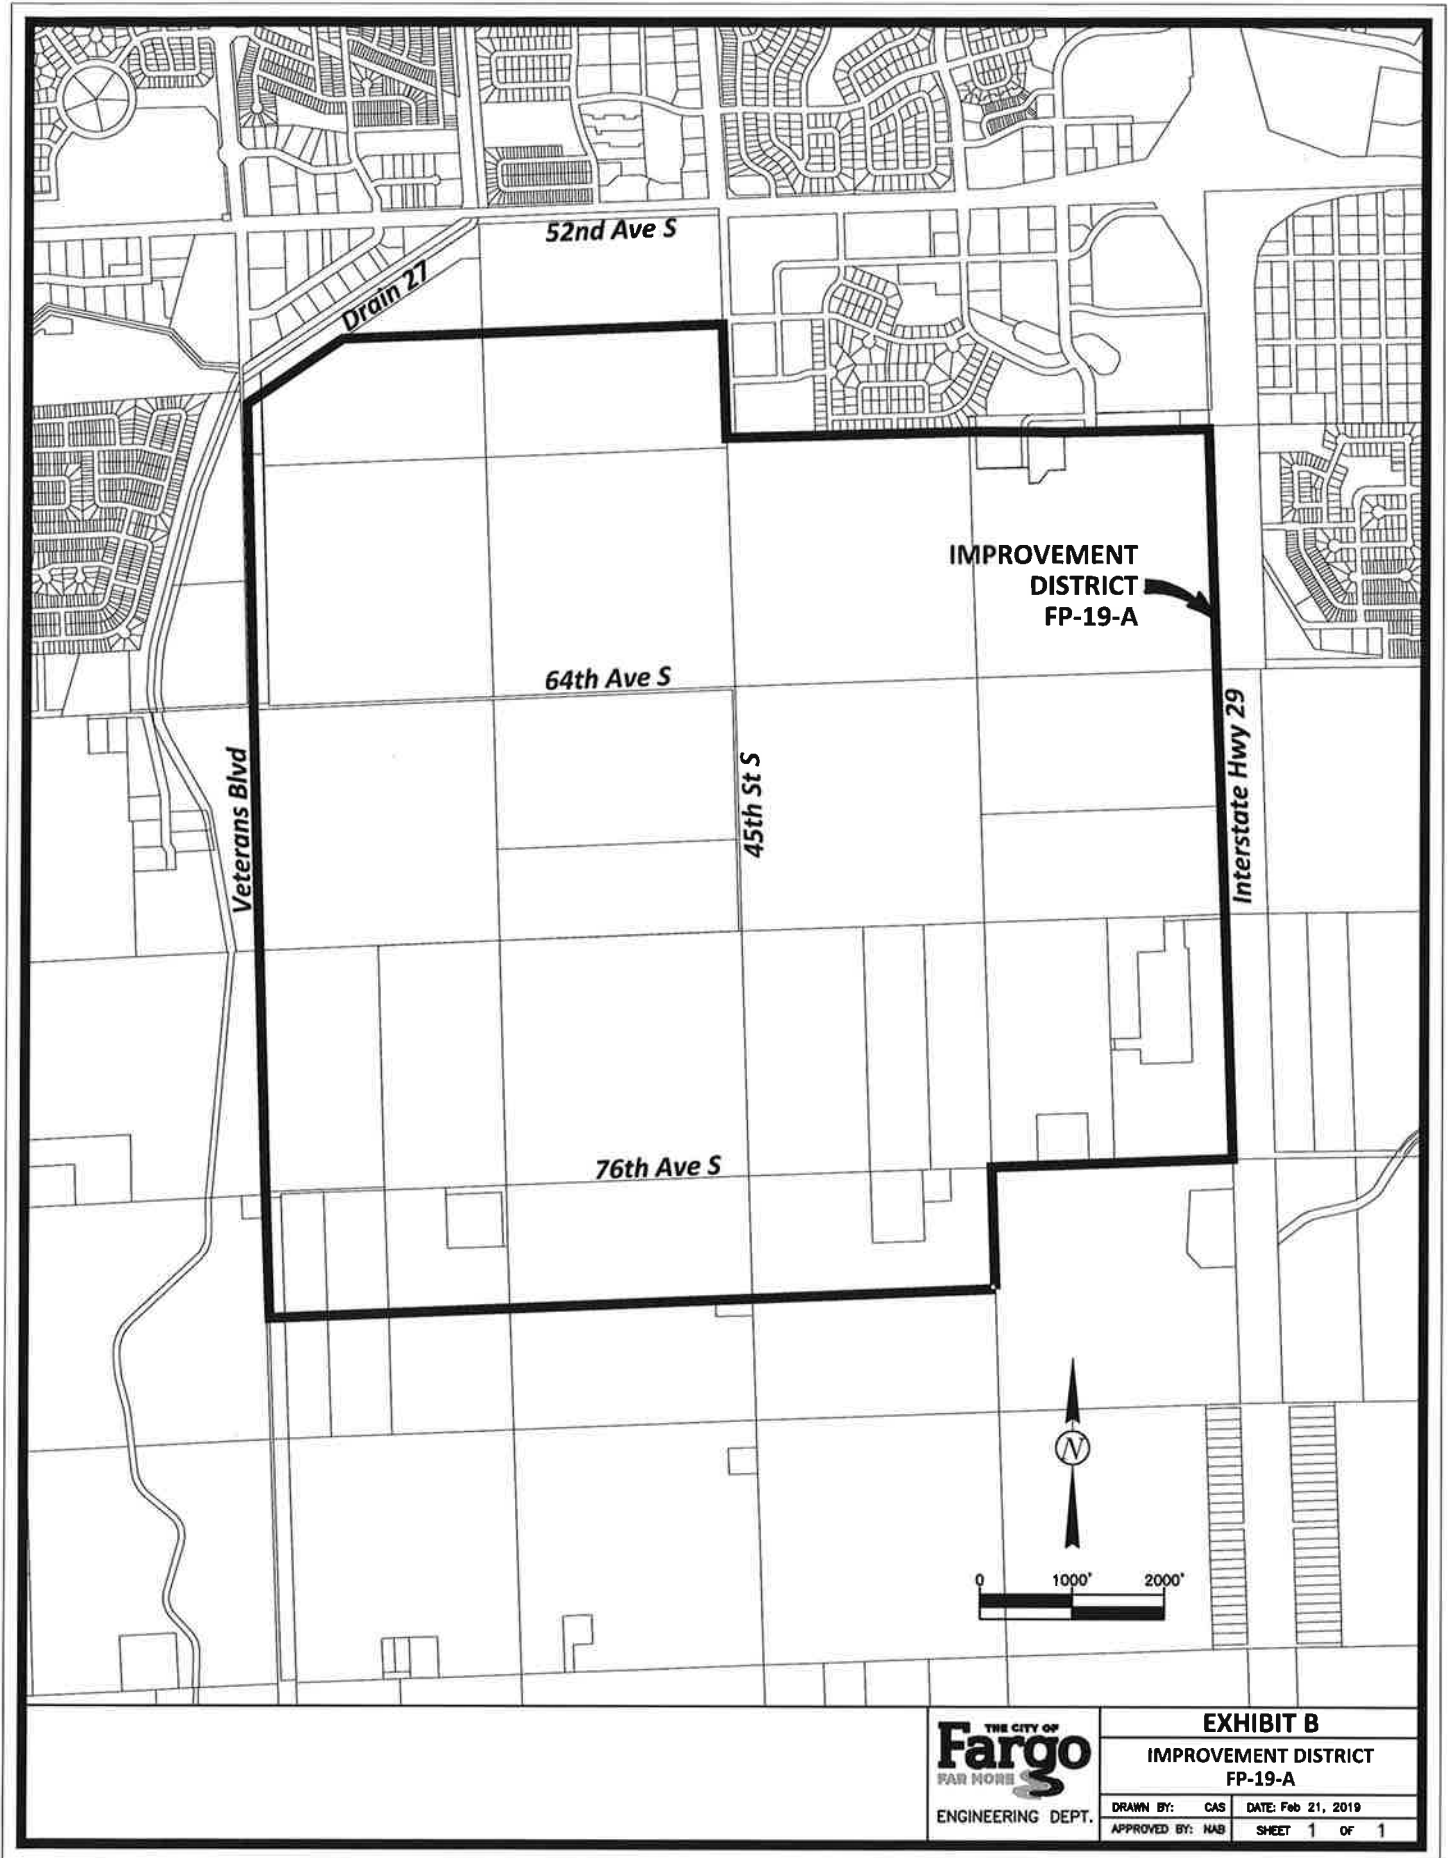 52nd Ave S
Drain 27
IMPROVEMENT
DISTRICT
FP-19-A
64th Ave S
Veterans Blvd
45th St S
Interstate Hwy 29
76th Ave S
N
0 1000' 2000'
THE CITY OF
Fargo
FAR MORE
ENGINEERING DEPT.
EXHIBIT B
IMPROVEMENT DISTRICT
FP-19-A
DRAWN BY: CAS DATE: Feb 21, 2019
APPROVED BY: NAB SHEET 1 OF 1